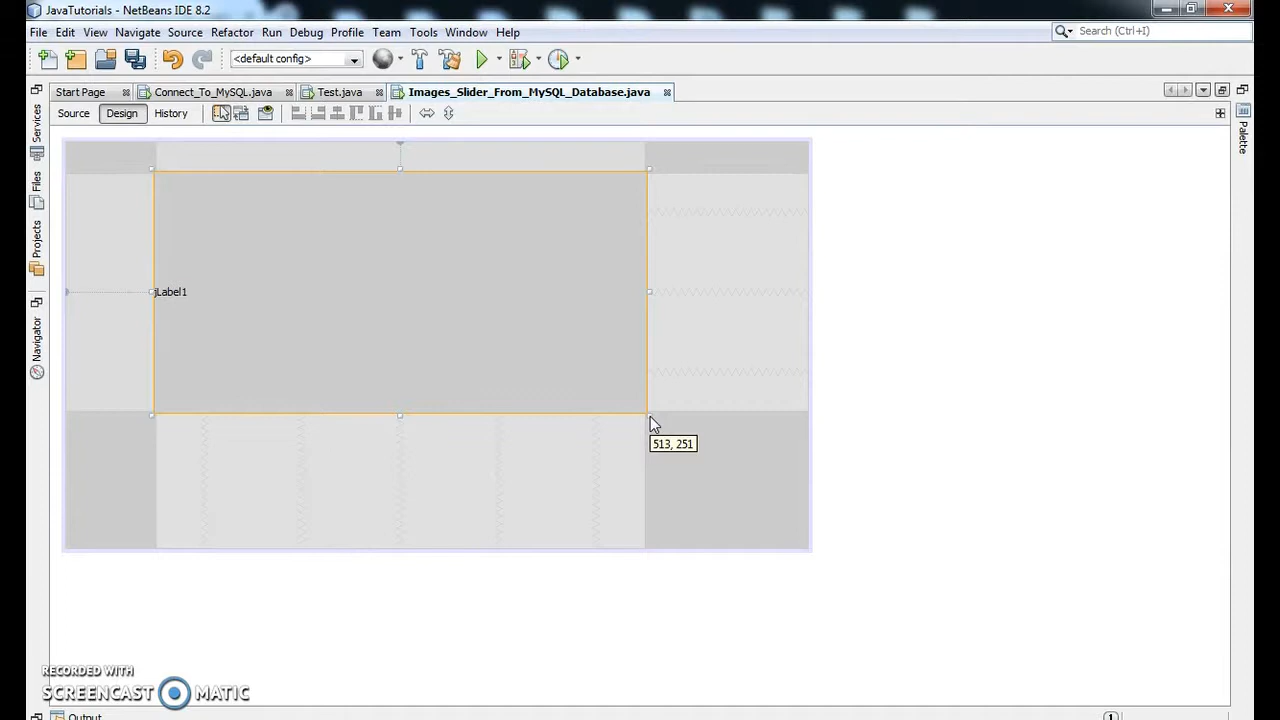 JavaTutorials - NetBeans IDE 8.2
File Edit View Navigate Source Refactor Run Debug Profile Team Tools Window Help
Search (Ctrl+I)
<default config>
Start Page Connect_To_MySQL.java Test.java Images_Slider_From_MySQL_Database.java
Source Design History
Services
Files
Projects
Navigator
Palette
jLabel1
513, 251
RECORDED WITH
SCREENCAST MATIC
Output
1